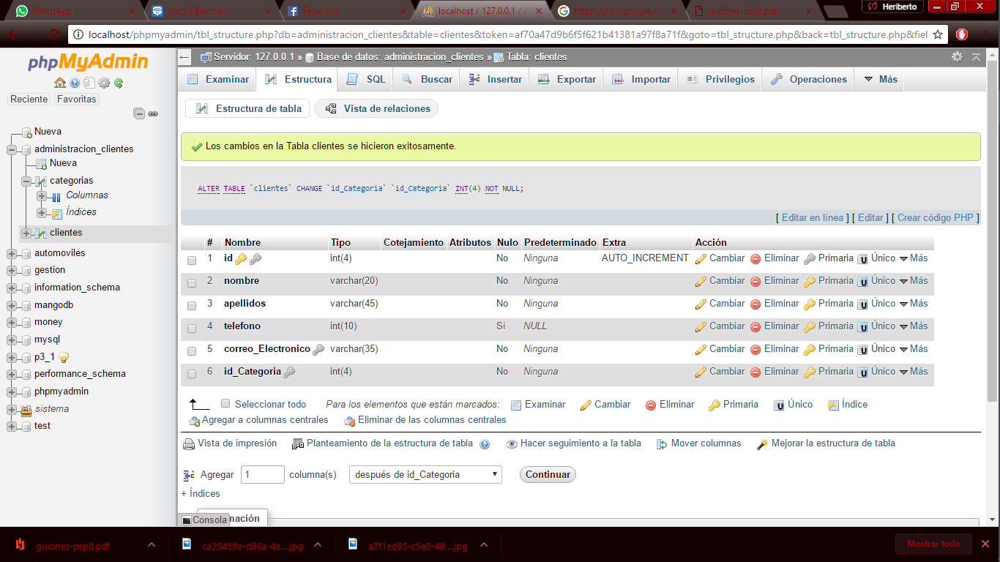 WhatsApp
Inicio | Edmodo
Facebook
localhost / 127.0.0.1 / a
https://www.google.co
guiones-psp0.pdf
Heriberto
localhost/phpmyadmin/tbl_structure.php?db=administracion_clientes&table=clientes&token=af70a47d9b6f5f621b41381a97f8a71f&goto=tbl_structure.php&back=tbl_structure.php&fiel
phpMyAdmin
Reciente Favoritas
Nueva
administracion_clientes
Nueva
categorias
Columnas
Índices
clientes
automoviles
gestion
information_schema
mangodb
money
mysql
p3_1
performance_schema
phpmyadmin
sistema
test
Servidor: 127.0.0.1 » Base de datos: administracion_clientes » Tabla: clientes
Examinar Estructura SQL Buscar Insertar Exportar Importar Privilegios Operaciones Más
Estructura de tabla Vista de relaciones
Los cambios en la Tabla clientes se hicieron exitosamente.
ALTER TABLE `clientes` CHANGE `id_Categoria` `id_Categoria` INT(4) NOT NULL;
[ Editar en línea ] [ Editar ] [ Crear código PHP ]
# Nombre Tipo Cotejamiento Atributos Nulo Predeterminado Extra Acción
1 id int(4) No Ninguna AUTO_INCREMENT Cambiar Eliminar Primaria Único Más
2 nombre varchar(20) No Ninguna Cambiar Eliminar Primaria Único Más
3 apellidos varchar(45) No Ninguna Cambiar Eliminar Primaria Único Más
4 telefono int(10) Sí NULL Cambiar Eliminar Primaria Único Más
5 correo_Electronico varchar(35) No Ninguna Cambiar Eliminar Primaria Único Más
6 id_Categoria int(4) No Ninguna Cambiar Eliminar Primaria Único Más
Seleccionar todo Para los elementos que están marcados: Examinar Cambiar Eliminar Primaria Único Índice
Agregar a columnas centrales Eliminar de las columnas centrales
Vista de impresión Planteamiento de la estructura de tabla Hacer seguimiento a la tabla Mover columnas Mejorar la estructura de tabla
Agregar 1 columna(s) después de id_Categoria Continuar
+ Índices
Consola mación
guiones-psp0.pdf
ca29459a-d86a-4a....jpg
a7f1ed85-c5e0-49....jpg
Mostrar todo